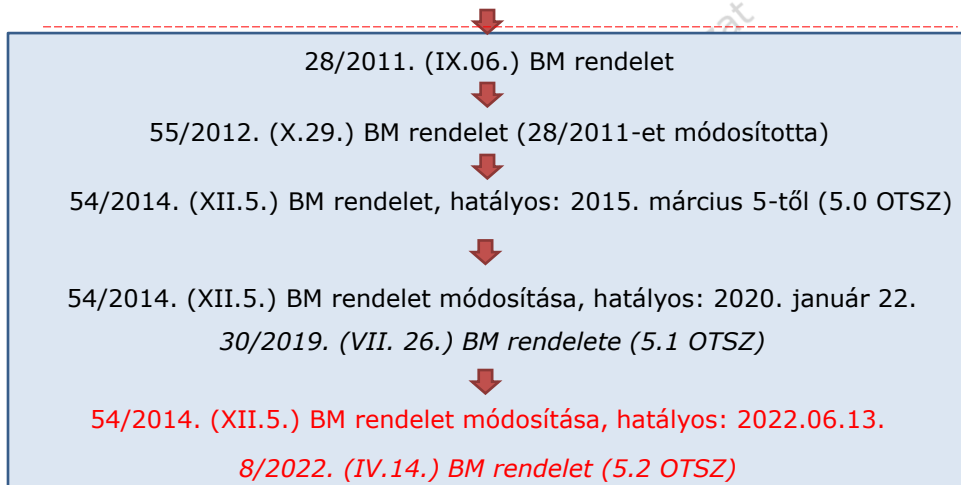 28/2011. (IX.06.) BM rendelet
55/2012. (X.29.) BM rendelet (28/2011-et módosította)
54/2014. (XII.5.) BM rendelet, hatályos: 2015. március 5-től (5.0 OTSZ)
54/2014. (XII.5.) BM rendelet módosítása, hatályos: 2020. január 22.
30/2019. (VII. 26.) BM rendelete (5.1 OTSZ)
54/2014. (XII.5.) BM rendelet módosítása, hatályos: 2022.06.13.
8/2022. (IV.14.) BM rendelet (5.2 OTSZ)